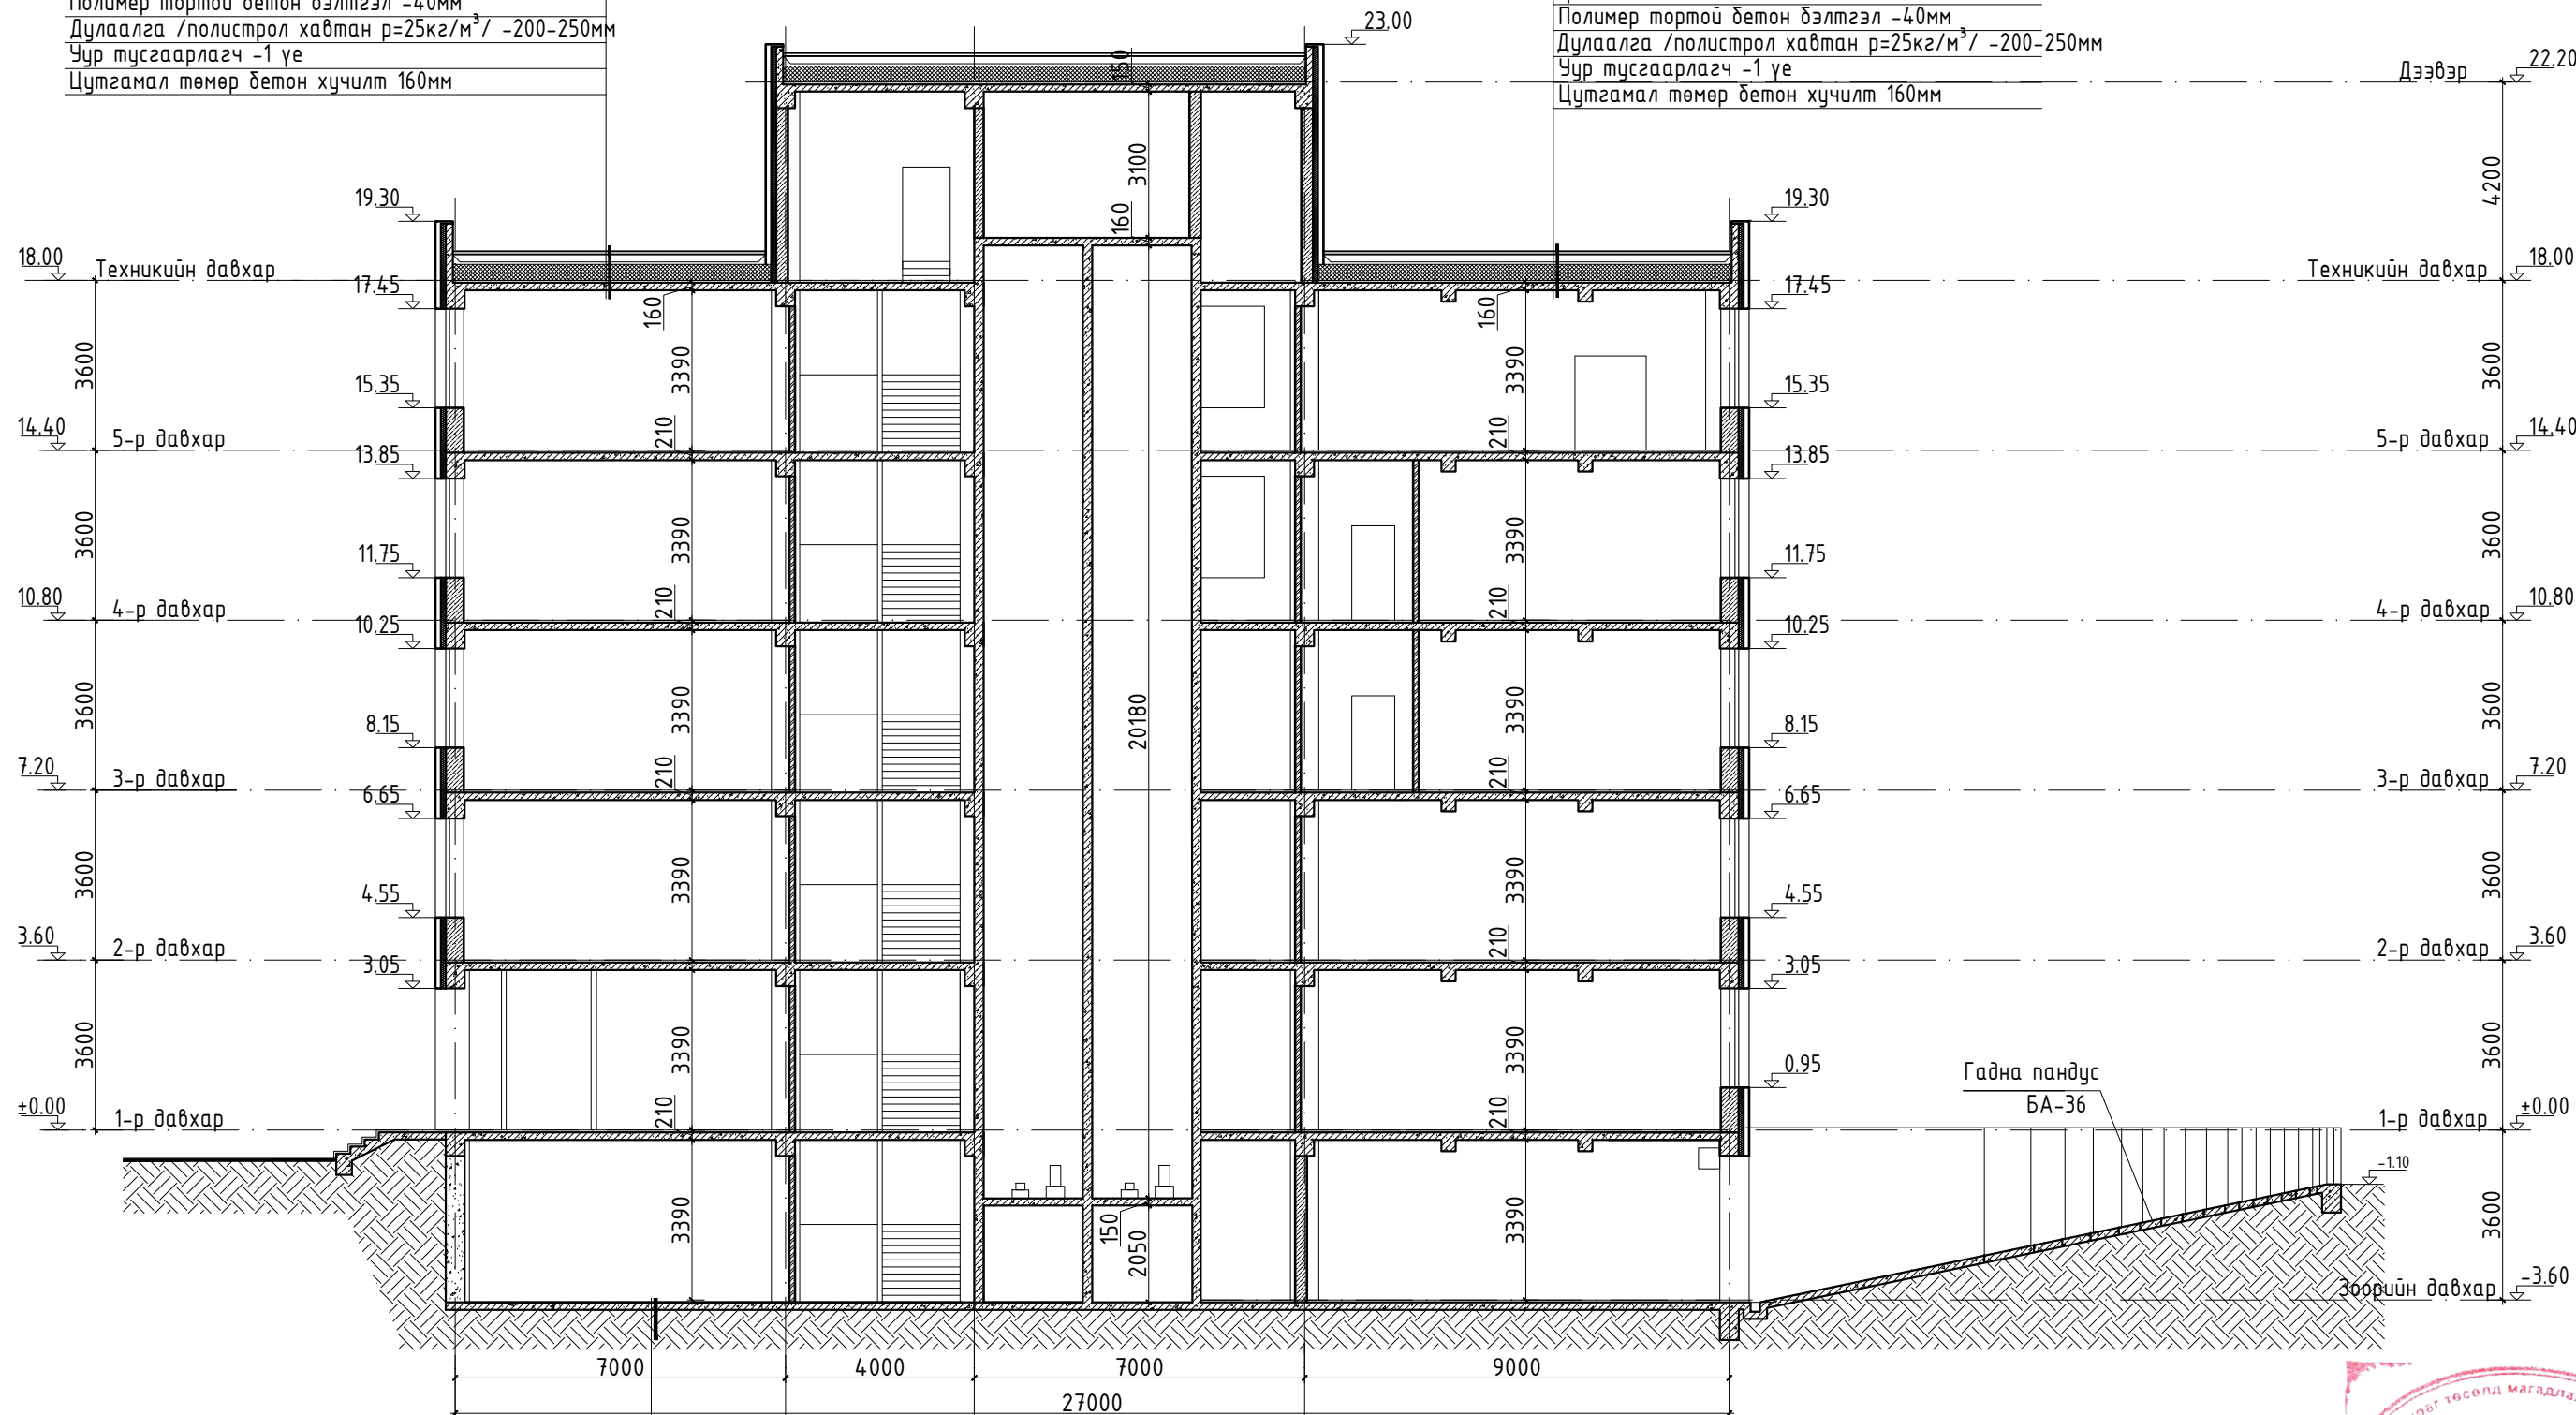 Полимер тортой бетон бэлтгэл -40мм
Дулаалга /полистрол хавтан р=25кг/м³/ -200-250мм
Уур тусгаарлагч -1 үе
Цутгамал төмөр бетон хучилт 160мм
Полимер тортой бетон бэлтгэл -40мм
Дулаалга /полистрол хавтан р=25кг/м³/ -200-250мм
Уур тусгаарлагч -1 үе
Цутгамал төмөр бетон хучилт 160мм
23.00
Дээвэр 22.20
150
3100
160
4200
19.30
19.30
18.00 Техникийн давхар
Техникийн давхар 18.00
17.45
17.45
160
160
3600
3390
3390
3600
15.35
15.35
210
210
14.40 5-р давхар
5-р давхар 14.40
13.85
13.85
3600
3390
3390
3600
11.75
11.75
210
210
10.80 4-р давхар
4-р давхар 10.80
10.25
10.25
3600
3390
20180
3390
3600
8.15
8.15
210
210
7.20 3-р давхар
3-р давхар 7.20
6.65
6.65
3600
3390
3390
3600
4.55
4.55
210
210
3.60 2-р давхар
2-р давхар 3.60
3.05
3.05
3600
3390
3390
3600
0.95
Гадна пандус
БА-36
210
210
±0.00 1-р давхар
1-р давхар ±0.00
-1.10
3390
150
2050
3390
3600
Зоорийн давхар -3.60
7000
4000
7000
9000
27000
төсөлд